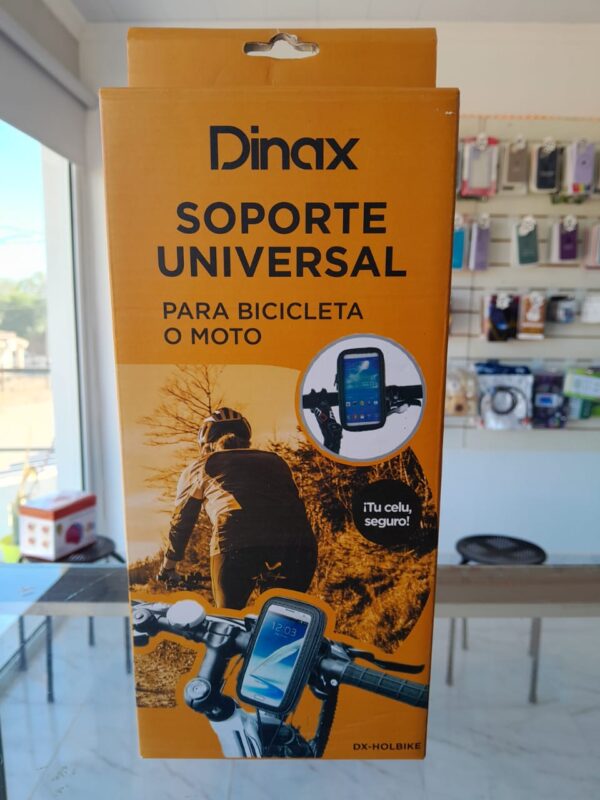 Dinax
SOPORTE
UNIVERSAL
PARA BICICLETA
O MOTO
¡Tu celu,
seguro!
12:03
DX-HOLBIKE